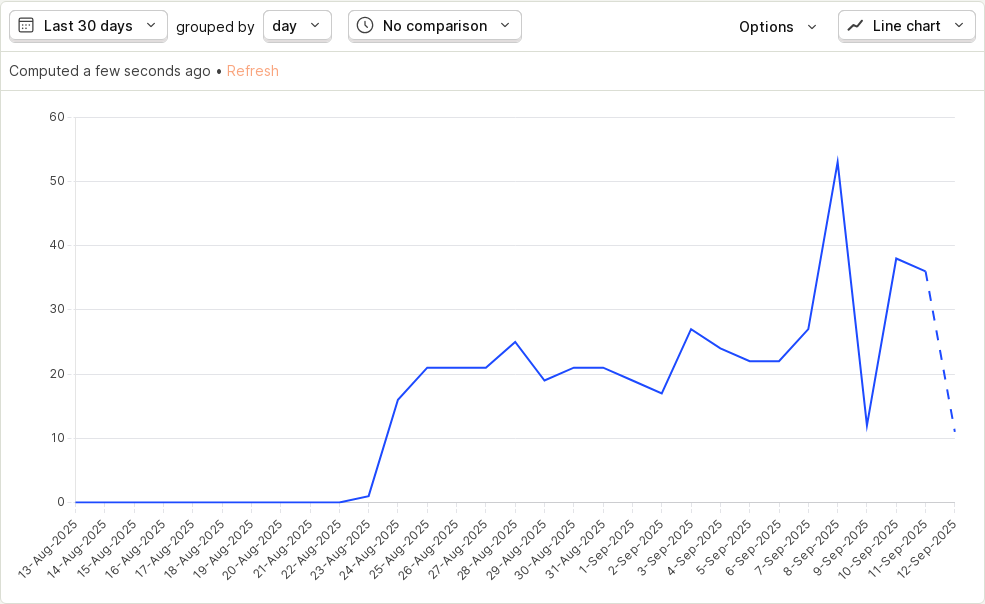 Last 30 days grouped by day No comparison Options Line chart
Computed a few seconds ago • Refresh
60
50
40
30
20
10
0
13-Aug-2025
14-Aug-2025
15-Aug-2025
16-Aug-2025
17-Aug-2025
18-Aug-2025
19-Aug-2025
20-Aug-2025
21-Aug-2025
22-Aug-2025
23-Aug-2025
24-Aug-2025
25-Aug-2025
26-Aug-2025
27-Aug-2025
28-Aug-2025
29-Aug-2025
30-Aug-2025
31-Aug-2025
1-Sep-2025
2-Sep-2025
3-Sep-2025
4-Sep-2025
5-Sep-2025
6-Sep-2025
7-Sep-2025
8-Sep-2025
9-Sep-2025
10-Sep-2025
11-Sep-2025
12-Sep-2025